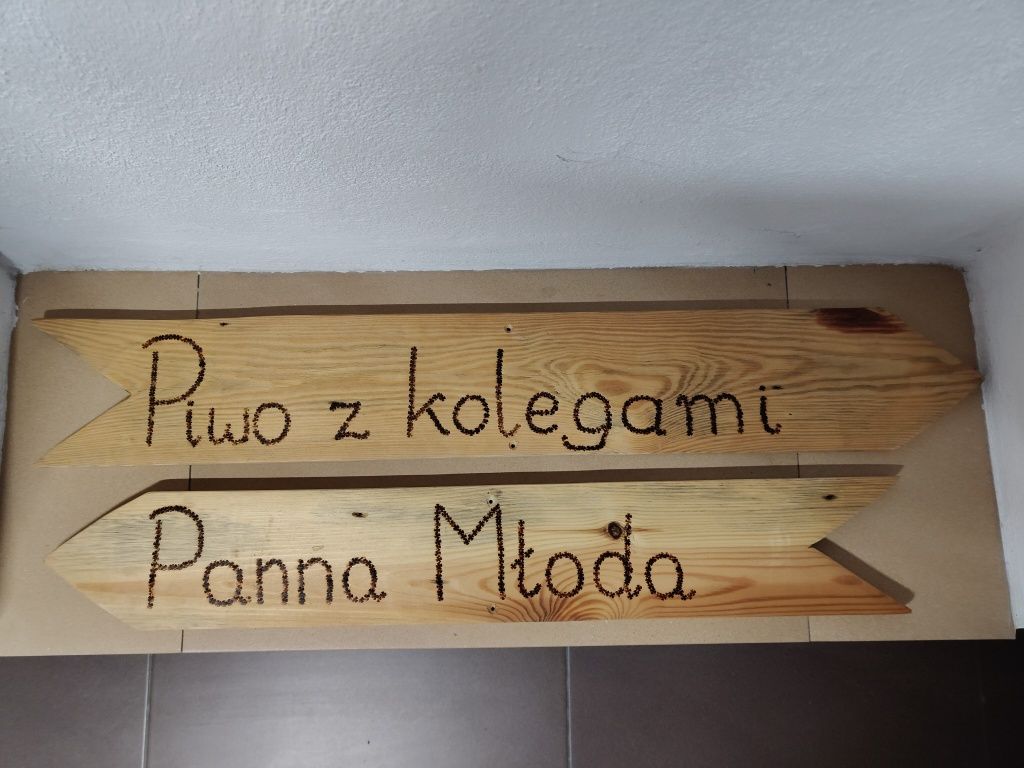 Piwo z kolegami
Panna Młoda